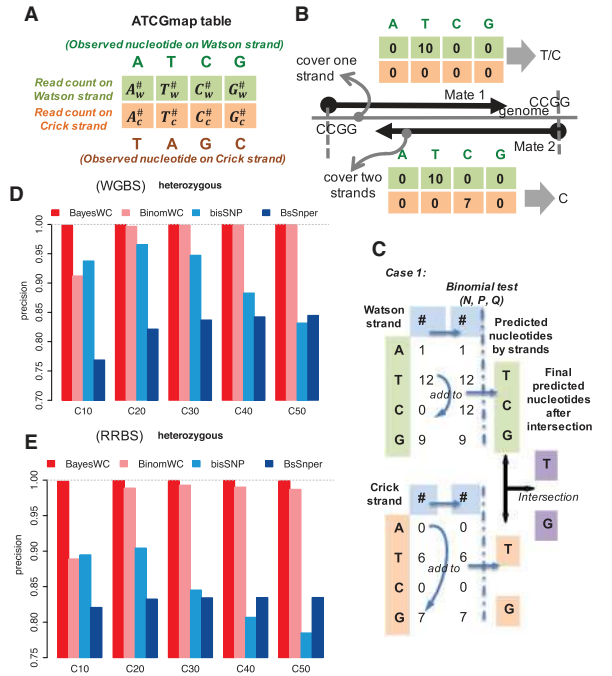 A
ATCGmap table
(Observed nucleotide on Watson strand)
A T C G
Read count on Watson strand
A#w T#w C#w G#w
Read count on Crick strand
A#c T#c C#c G#c
T A G C
(Observed nucleotide on Crick strand)
B
A T C G
0 10 0 0
0 0 0 0
T/C
cover one strand
Mate 1
CCGG
genome
CCGG
Mate 2
cover two strands
A T C G
0 10 0 0
0 0 7 0
C
D
(WGBS) heterozygous
BayesWC BinomWC bisSNP BsSnper
precision
1.00
0.95
0.90
0.85
0.80
0.75
0.70
C10 C20 C30 C40 C50
E
(RRBS) heterozygous
BayesWC BinomWC bisSNP BsSnper
precision
1.00
0.95
0.90
0.85
0.80
0.75
C10 C20 C30 C40 C50
C
Case 1:
Binomial test
(N, P, Q)
Watson strand
# #
Predicted nucleotides by strands
A 1 1
T 12 12
add to
C 0 12
G 9 9
T
C
G
Final predicted nucleotides after intersection
T
Intersection
G
Crick strand
# #
A 0 0
T 6 6
add to
C 0 0
G 7 7
T
G